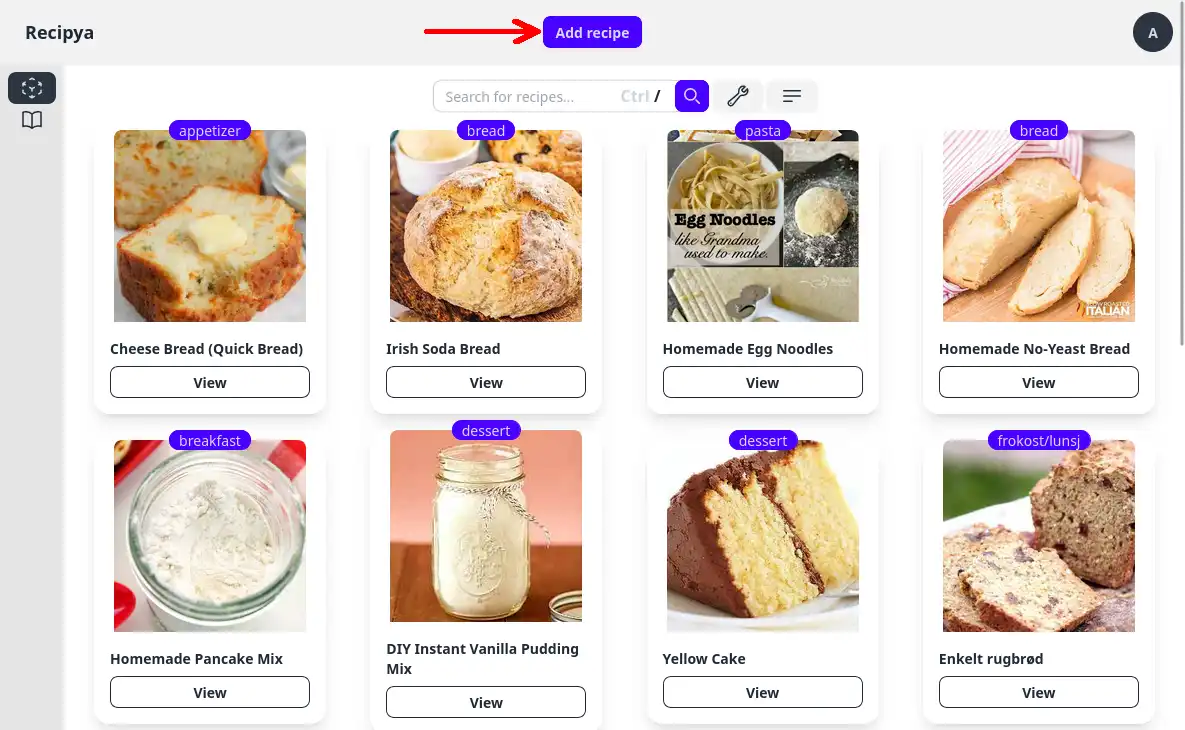 Recipya
Add recipe
A
Search for recipes...
Ctrl /
appetizer
bread
pasta
bread
Egg Noodles
like Grandma
used to make.
ITALIAN
Cheese Bread (Quick Bread)
Irish Soda Bread
Homemade Egg Noodles
Homemade No-Yeast Bread
View
View
View
View
breakfast
dessert
dessert
frokost/lunsj
Homemade Pancake Mix
DIY Instant Vanilla Pudding
Mix
Yellow Cake
Enkelt rugbrød
View
View
View
View